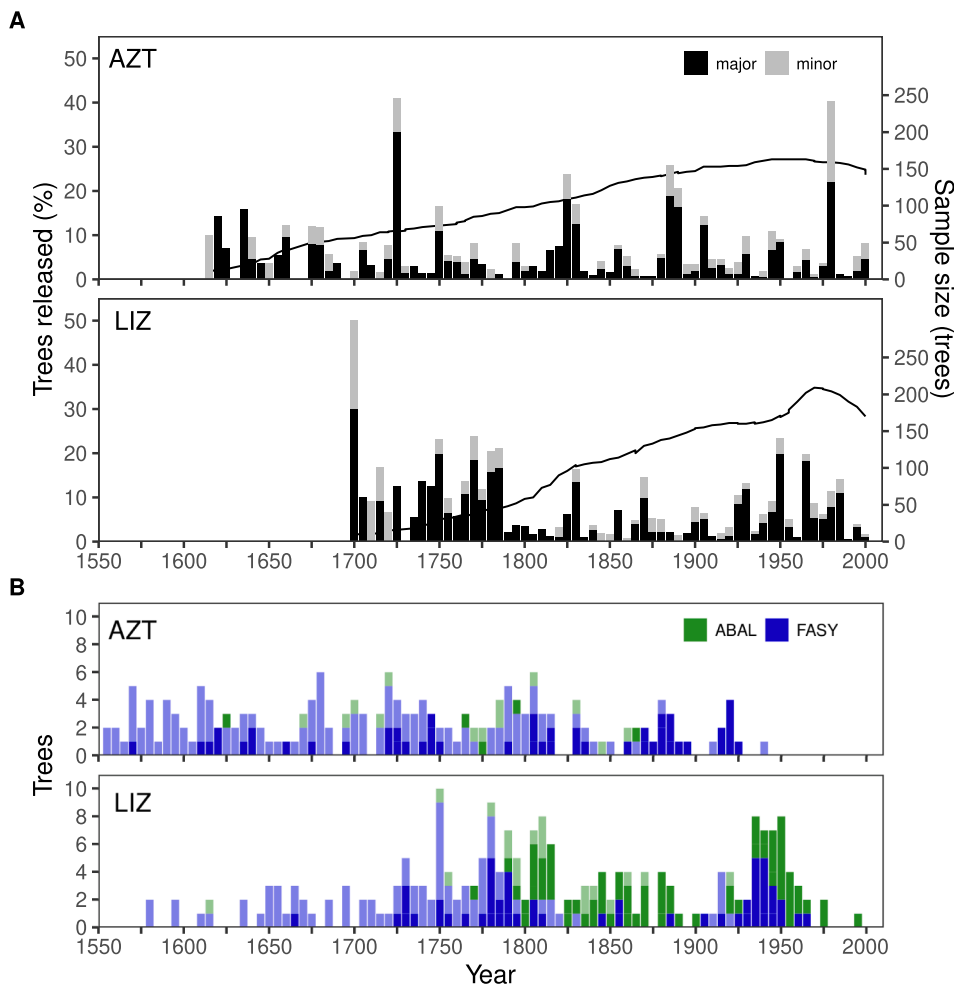 A
AZT
major minor
50
40
30
20
10
0
250
200
150
100
50
0
Trees released (%)
Sample size (trees)
LIZ
50
40
30
20
10
0
250
200
150
100
50
0
1550 1600 1650 1700 1750 1800 1850 1900 1950 2000
B
AZT
ABAL FASY
10
8
6
4
2
0
Trees
LIZ
10
8
6
4
2
0
1550 1600 1650 1700 1750 1800 1850 1900 1950 2000
Year